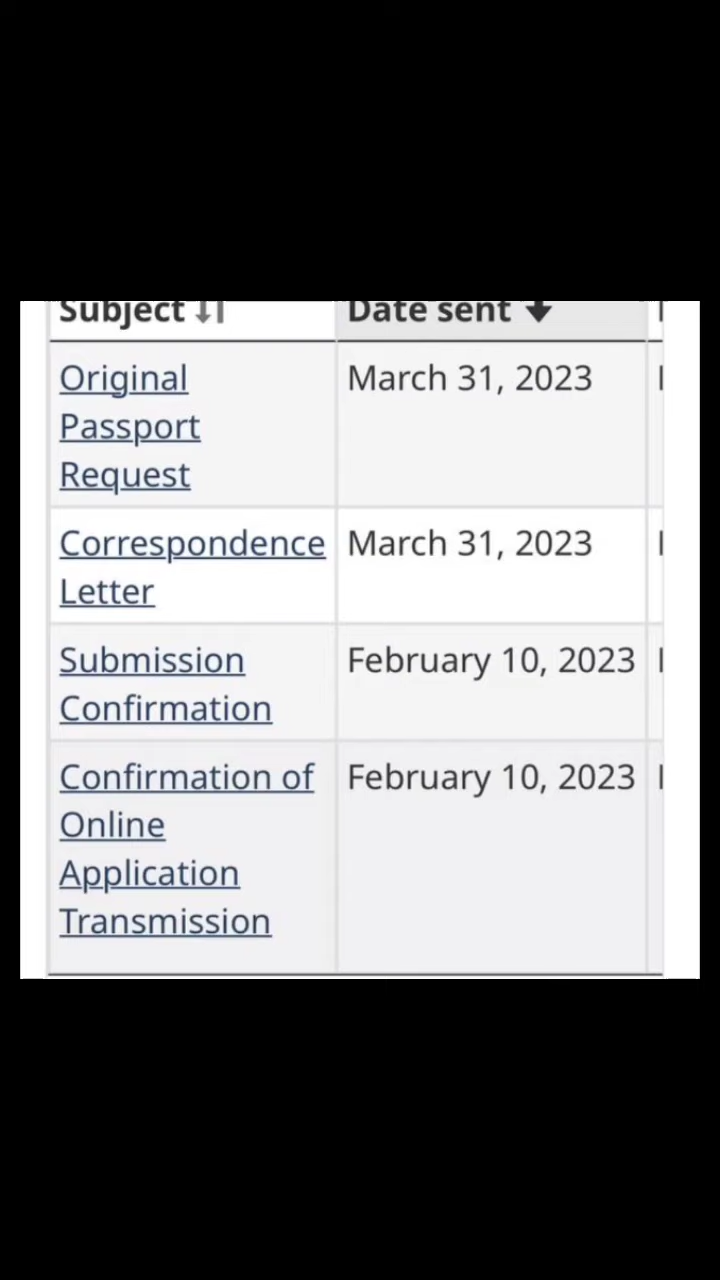 Subject Date sent
Original March 31, 2023
Passport
Request
Correspondence March 31, 2023
Letter
Submission February 10, 2023
Confirmation
Confirmation of February 10, 2023
Online
Application
Transmission